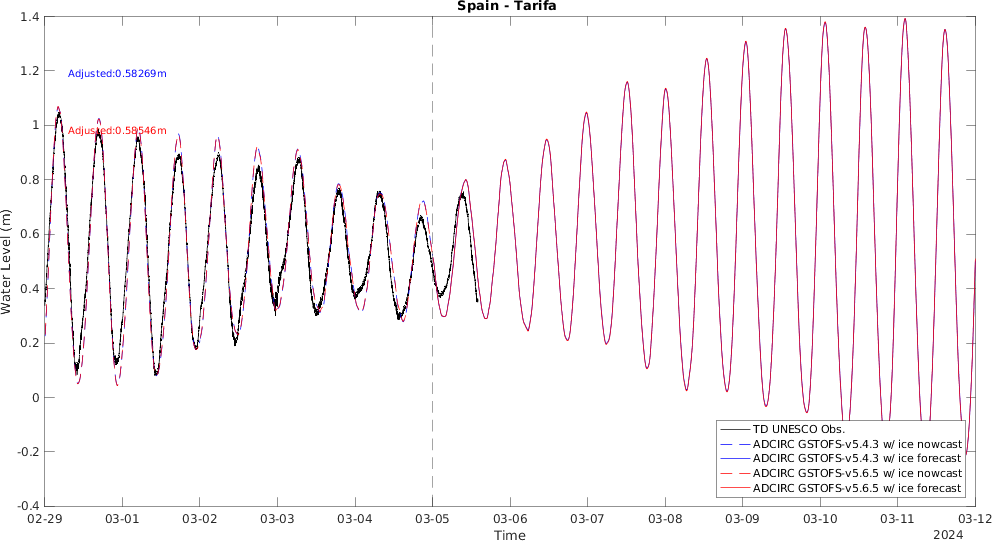 Spain - Tarifa
1.4
1.2
1
0.8
0.6
0.4
0.2
0
-0.2
-0.4
Water Level (m)
Adjusted:0.58269m
Adjusted:0.58546m
TD UNESCO Obs.
ADCIRC GSTOFS-v5.4.3 w/ ice nowcast
ADCIRC GSTOFS-v5.4.3 w/ ice forecast
ADCIRC GSTOFS-v5.6.5 w/ ice nowcast
ADCIRC GSTOFS-v5.6.5 w/ ice forecast
02-29 03-01 03-02 03-03 03-04 03-05 03-06 03-07 03-08 03-09 03-10 03-11 03-12
Time
2024